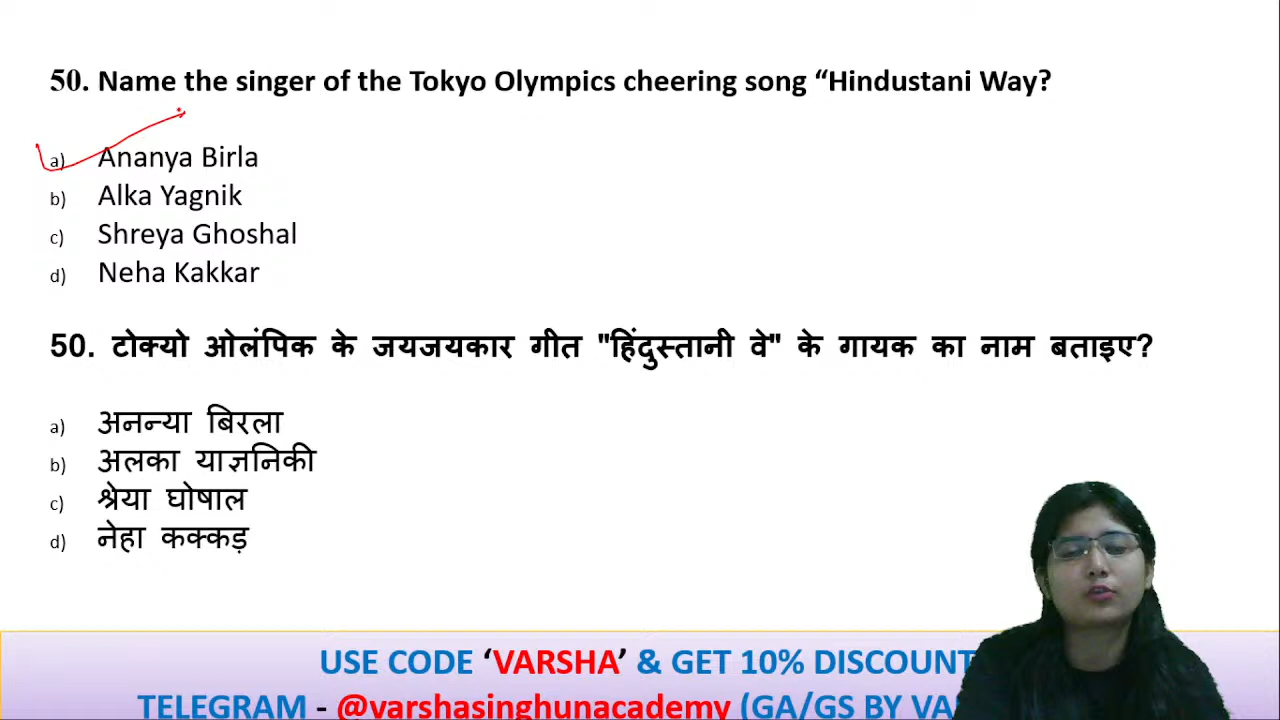 50. Name the singer of the Tokyo Olympics cheering song “Hindustani Way?
a) Ananya Birla
b) Alka Yagnik
c) Shreya Ghoshal
d) Neha Kakkar
50. टोक्यो ओलंपिक के जयजयकार गीत "हिंदुस्तानी वे" के गायक का नाम बताइए?
a) अनन्या बिरला
b) अलका याज्ञनिकी
c) श्रेया घोषाल
d) नेहा कक्कड़
USE CODE ‘VARSHA’ & GET 10% DISCOUNT
TELEGRAM - @varshasinghunacademy (GA/GS BY